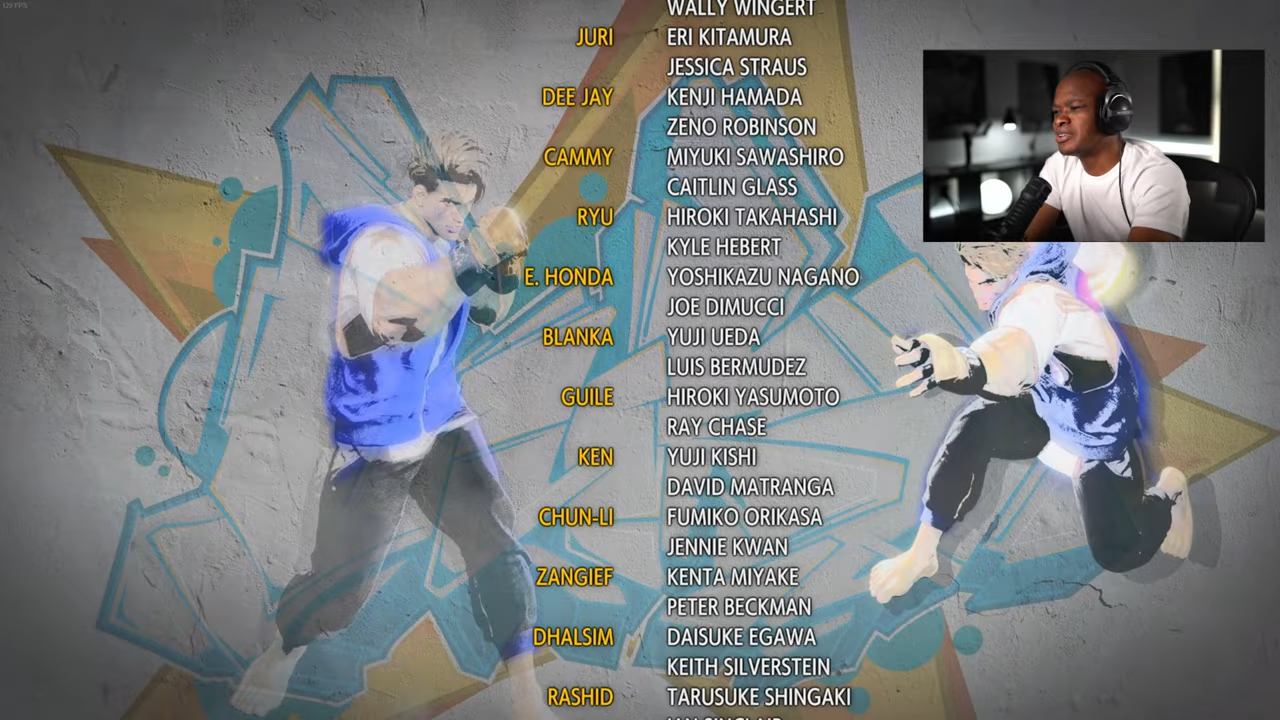 129 FPS
WALLY WINGERT
JURI ERI KITAMURA
JESSICA STRAUS
DEE JAY KENJI HAMADA
ZENO ROBINSON
CAMMY MIYUKI SAWASHIRO
CAITLIN GLASS
RYU HIROKI TAKAHASHI
KYLE HEBERT
E. HONDA YOSHIKAZU NAGANO
JOE DIMUCCI
BLANKA YUJI UEDA
LUIS BERMUDEZ
GUILE HIROKI YASUMOTO
RAY CHASE
KEN YUJI KISHI
DAVID MATRANGA
CHUN-LI FUMIKO ORIKASA
JENNIE KWAN
ZANGIEF KENTA MIYAKE
PETER BECKMAN
DHALSIM DAISUKE EGAWA
KEITH SILVERSTEIN
RASHID TARUSUKE SHINGAKI